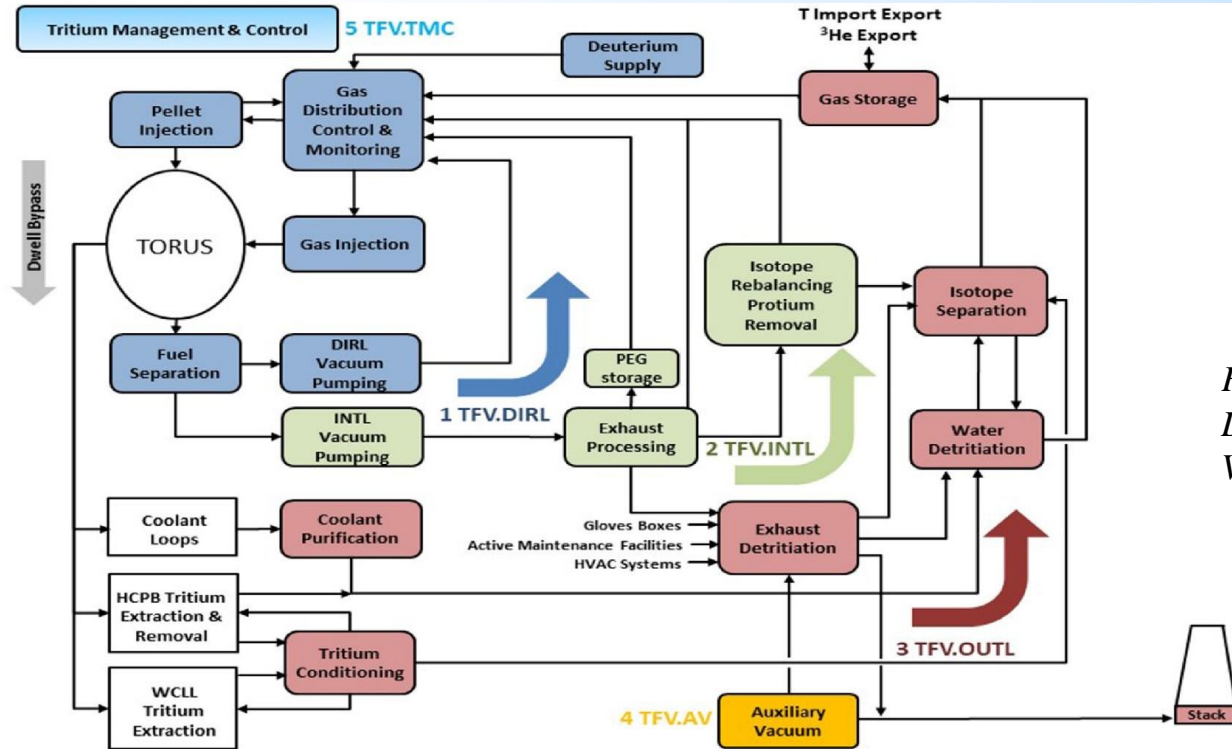 Tritium Management & Control
5 TFV.TMC
T Import Export
³He Export
Deuterium
Supply
Gas
Distribution
Control &
Monitoring
Gas Storage
Pellet
Injection
Dwell Bypass
TORUS
Gas Injection
Isotope
Rebalancing
Protium
Removal
Isotope
Separation
Fuel
Separation
DIRL
Vacuum
Pumping
PEG
storage
1 TFV.DIRL
INTL
Vacuum
Pumping
Exhaust
Processing
2 TFV.INTL
Water
Detritiation
Coolant
Loops
Coolant
Purification
Gloves Boxes
Active Maintenance Facilities
HVAC Systems
Exhaust
Detritiation
HCPB Tritium
Extraction &
Removal
Tritium
Conditioning
3 TFV.OUTL
WCLL
Tritium
Extraction
4 TFV.AV
Auxiliary
Vacuum
Stack